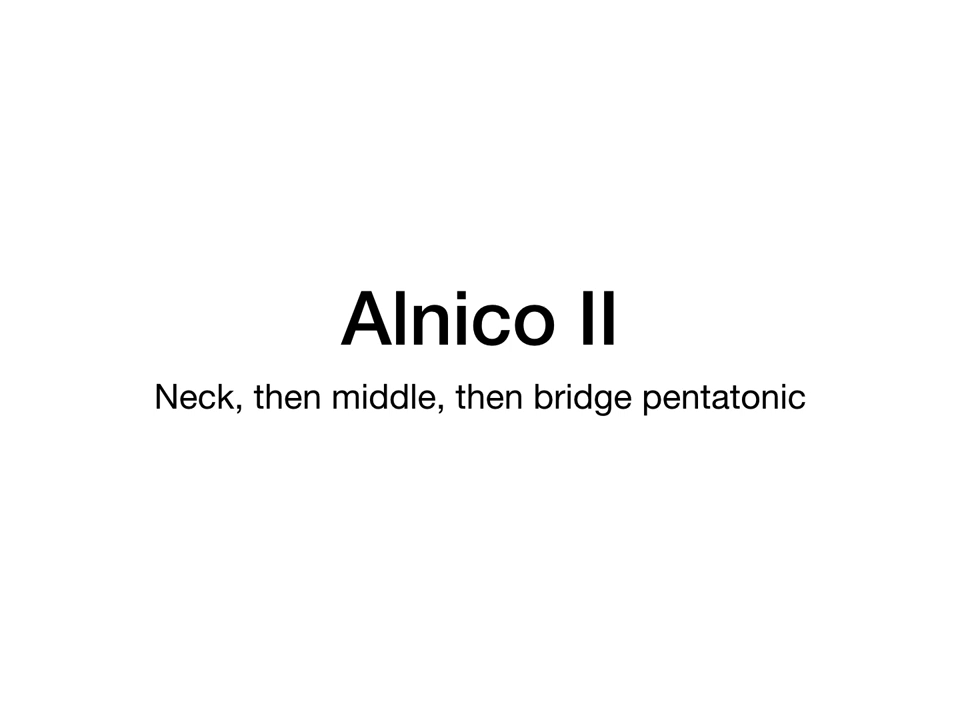 Alnico II
Neck, then middle, then bridge pentatonic